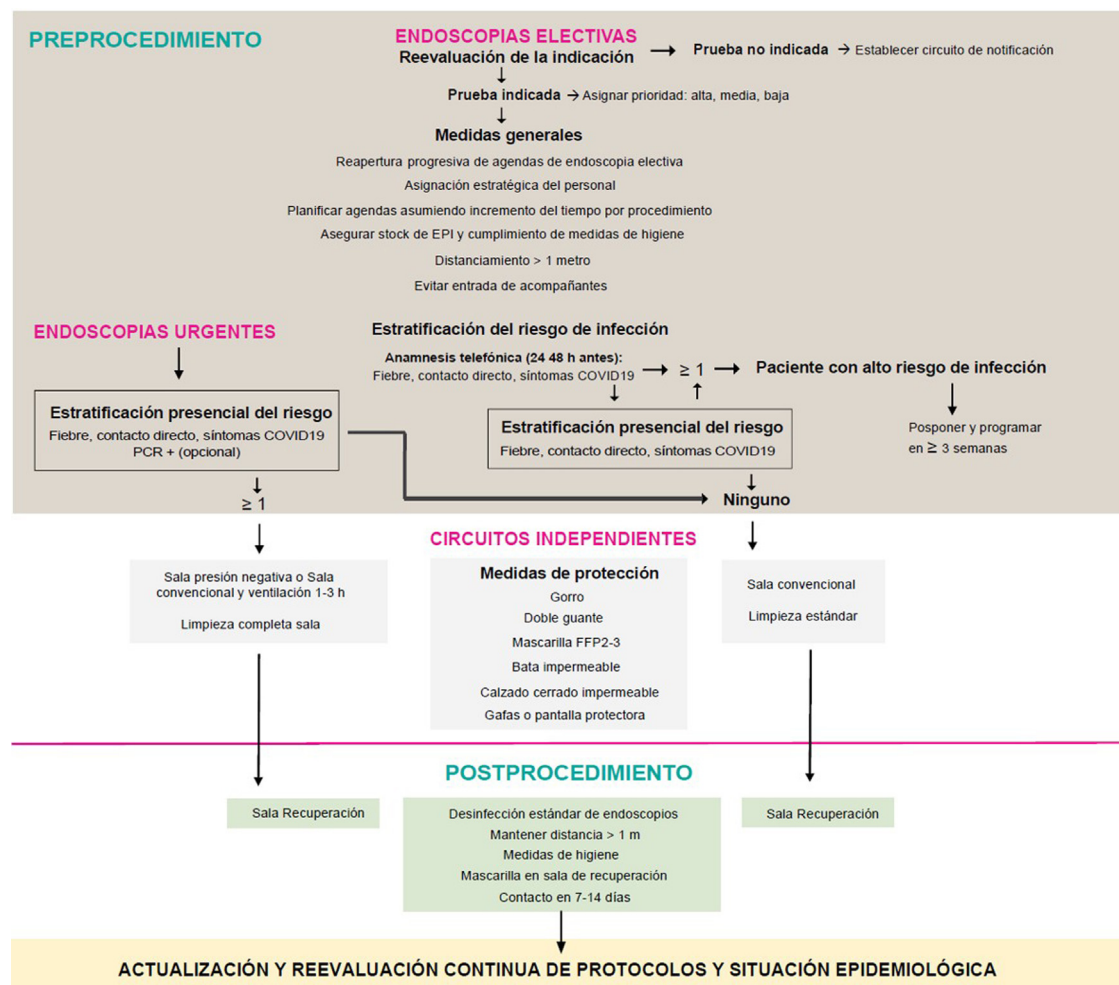 PREPROCEDIMIENTO
ENDOSCOPIAS ELECTIVAS
Reevaluación de la indicación
Prueba no indicada → Establecer circuito de notificación
Prueba indicada → Asignar prioridad: alta, media, baja
Medidas generales
Reapertura progresiva de agendas de endoscopia electiva
Asignación estratégica del personal
Planificar agendas asumiendo incremento del tiempo por procedimiento
Asegurar stock de EPI y cumplimiento de medidas de higiene
Distanciamiento > 1 metro
Evitar entrada de acompañantes
ENDOSCOPIAS URGENTES
Estratificación presencial del riesgo
Fiebre, contacto directo, síntomas COVID19
PCR + (opcional)
≥ 1
Estratificación del riesgo de infección
Anamnesis telefónica (24 48 h antes):
Fiebre, contacto directo, síntomas COVID19
≥ 1
Paciente con alto riesgo de infección
Posponer y programar
en ≥ 3 semanas
Estratificación presencial del riesgo
Fiebre, contacto directo, síntomas COVID19
Ninguno
CIRCUITOS INDEPENDIENTES
Sala presión negativa o Sala
convencional y ventilación 1-3 h
Limpieza completa sala
Medidas de protección
Gorro
Doble guante
Mascarilla FFP2-3
Bata impermeable
Calzado cerrado impermeable
Gafas o pantalla protectora
Sala convencional
Limpieza estándar
POSTPROCEDIMIENTO
Sala Recuperación
Desinfección estándar de endoscopios
Mantener distancia > 1 m
Medidas de higiene
Mascarilla en sala de recuperación
Contacto en 7-14 días
Sala Recuperación
ACTUALIZACIÓN Y REEVALUACIÓN CONTINUA DE PROTOCOLOS Y SITUACIÓN EPIDEMIOLÓGICA